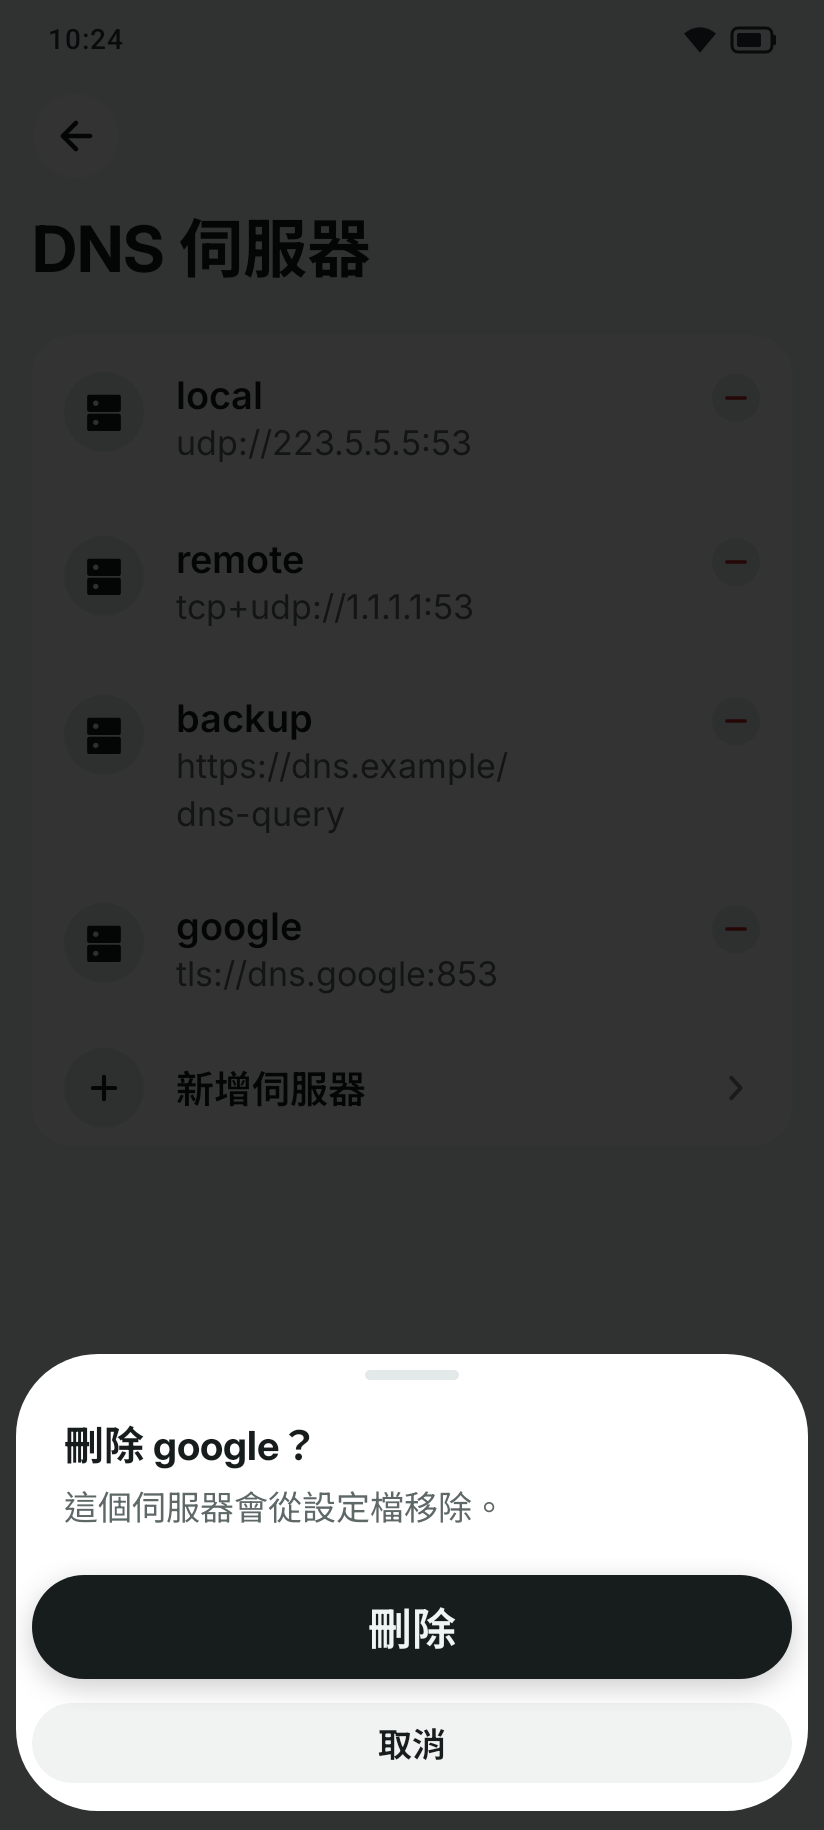 10:24
DNS 伺服器
local
udp://223.5.5.5:53
remote
tcp+udp://1.1.1.1:53
backup
https://dns.example/
dns-query
google
tls://dns.google:853
新增伺服器
刪除 google？
這個伺服器會從設定檔移除。
刪除
取消